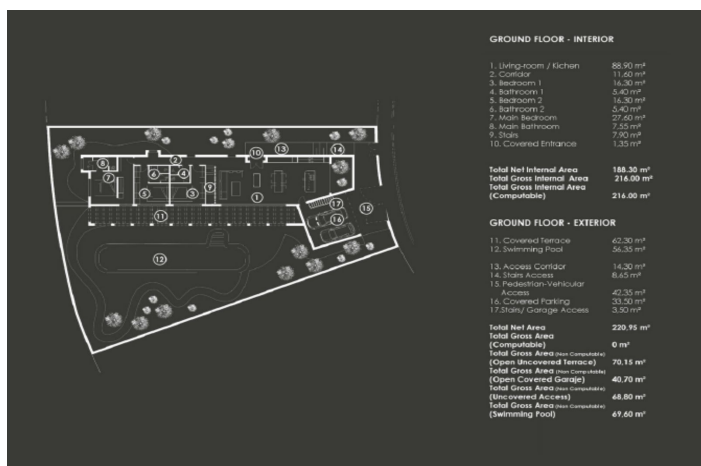 GROUND FLOOR - INTERIOR
1. Living-room / Kichen 88,90 m²
2. Corridor 11,60 m²
3. Bedroom 1 16,30 m²
4. Bathroom 1 5,40 m²
5. Bedroom 2 16,30 m²
6. Bathroom 2 5,40 m²
7. Main Bedroom 27,60 m²
8. Main Bathroom 7,55 m²
9. Stairs 7,90 m²
10. Covered Entrance 1,35 m²
Total Net Internal Area 188.30 m²
Total Gross Internal Area 216.00 m²
Total Gross Internal Area
(Computable) 216.00 m²
GROUND FLOOR - EXTERIOR
11. Covered Terrace 62,30 m²
12. Swimming Pool 56,35 m²
13. Access Corridor 14,30 m²
14. Stairs Access 8,65 m²
15. Pedestrian-Vehicular
Access 42,35 m²
16. Covered Parking 33,50 m²
17.Stairs/ Garage Access 3,50 m²
Total Net Area 220,95 m²
Total Gross Area
(Computable) 0 m²
Total Gross Area (Non Computable)
(Open Uncovered Terrace) 70,15 m²
Total Gross Area (Non Computable)
(Open Covered Garaje) 40,70 m²
Total Gross Area (Non Computable)
(Uncovered Access) 68,80 m²
Total Gross Area (Non Computable)
(Swimming Pool) 69,60 m²
13
14
10
2
8
6
4
7
9
5
3
1
17
15
11
16
12